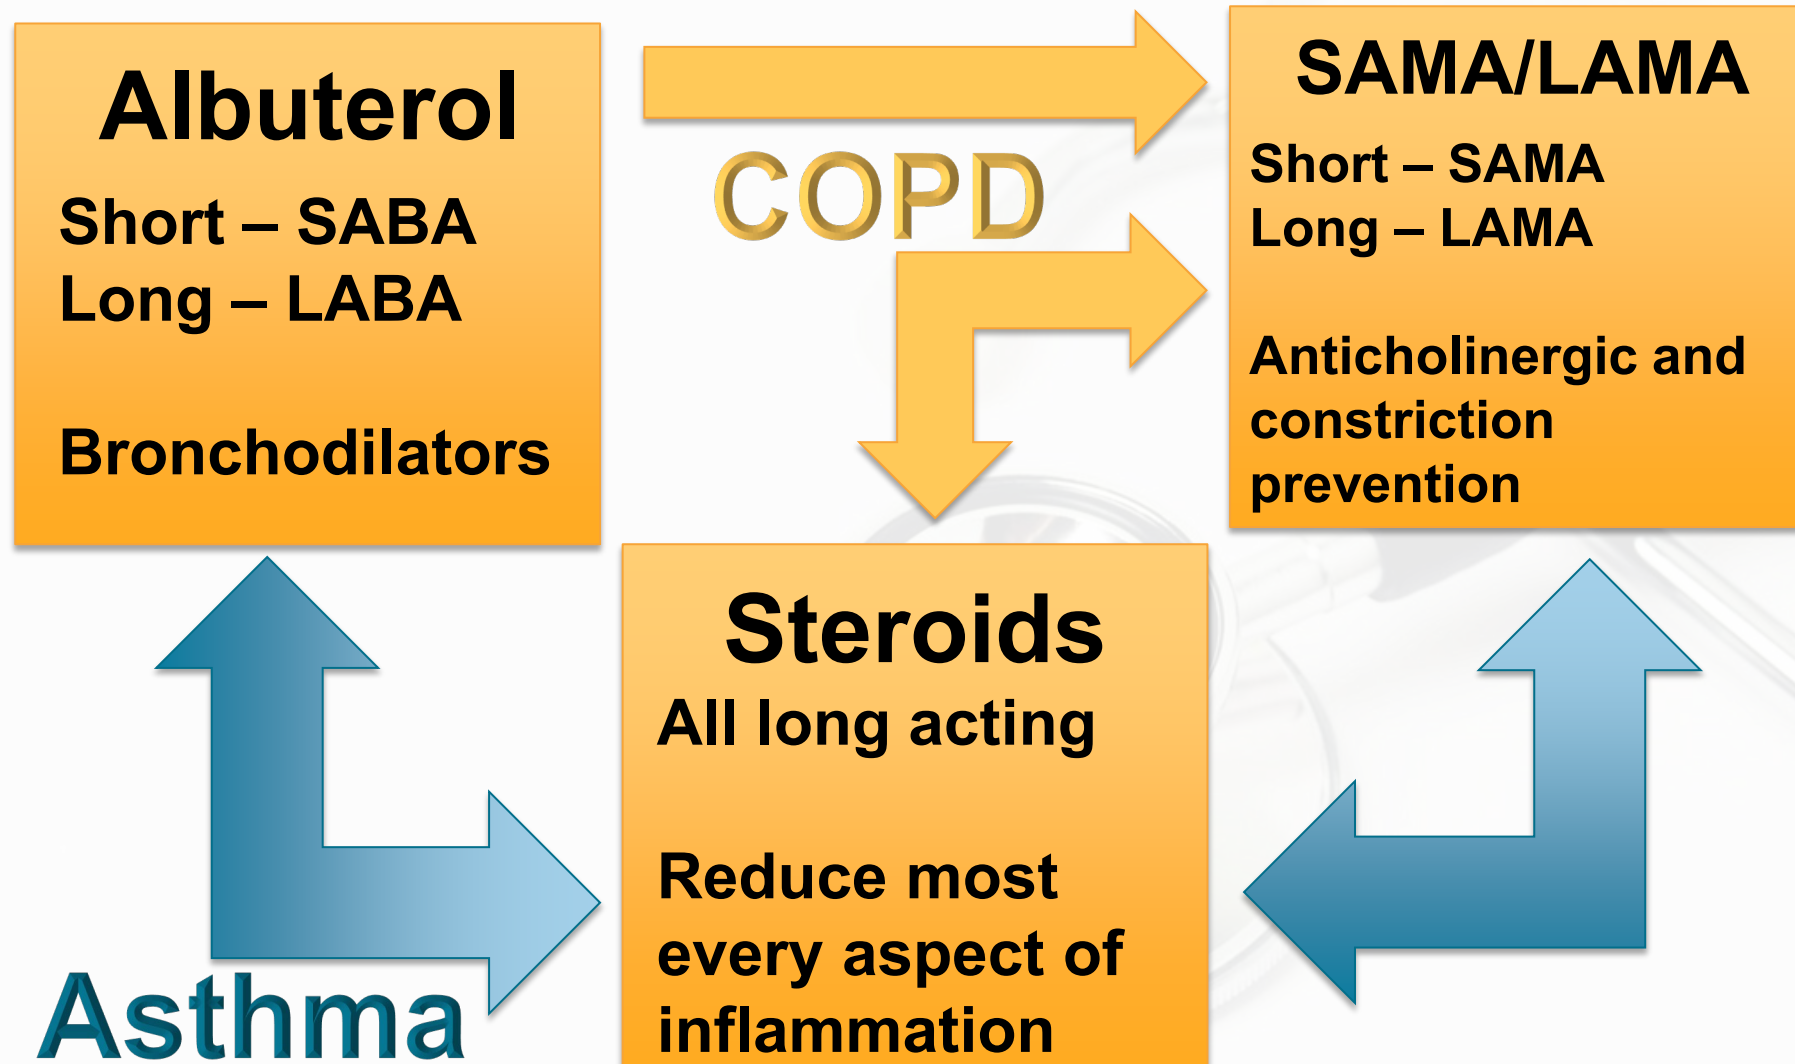 Albuterol
Short – SABA
Long – LABA
Bronchodilators
COPD
SAMA/LAMA
Short – SAMA
Long – LAMA
Anticholinergic and
constriction
prevention
Steroids
All long acting
Reduce most
every aspect of
inflammation
Asthma